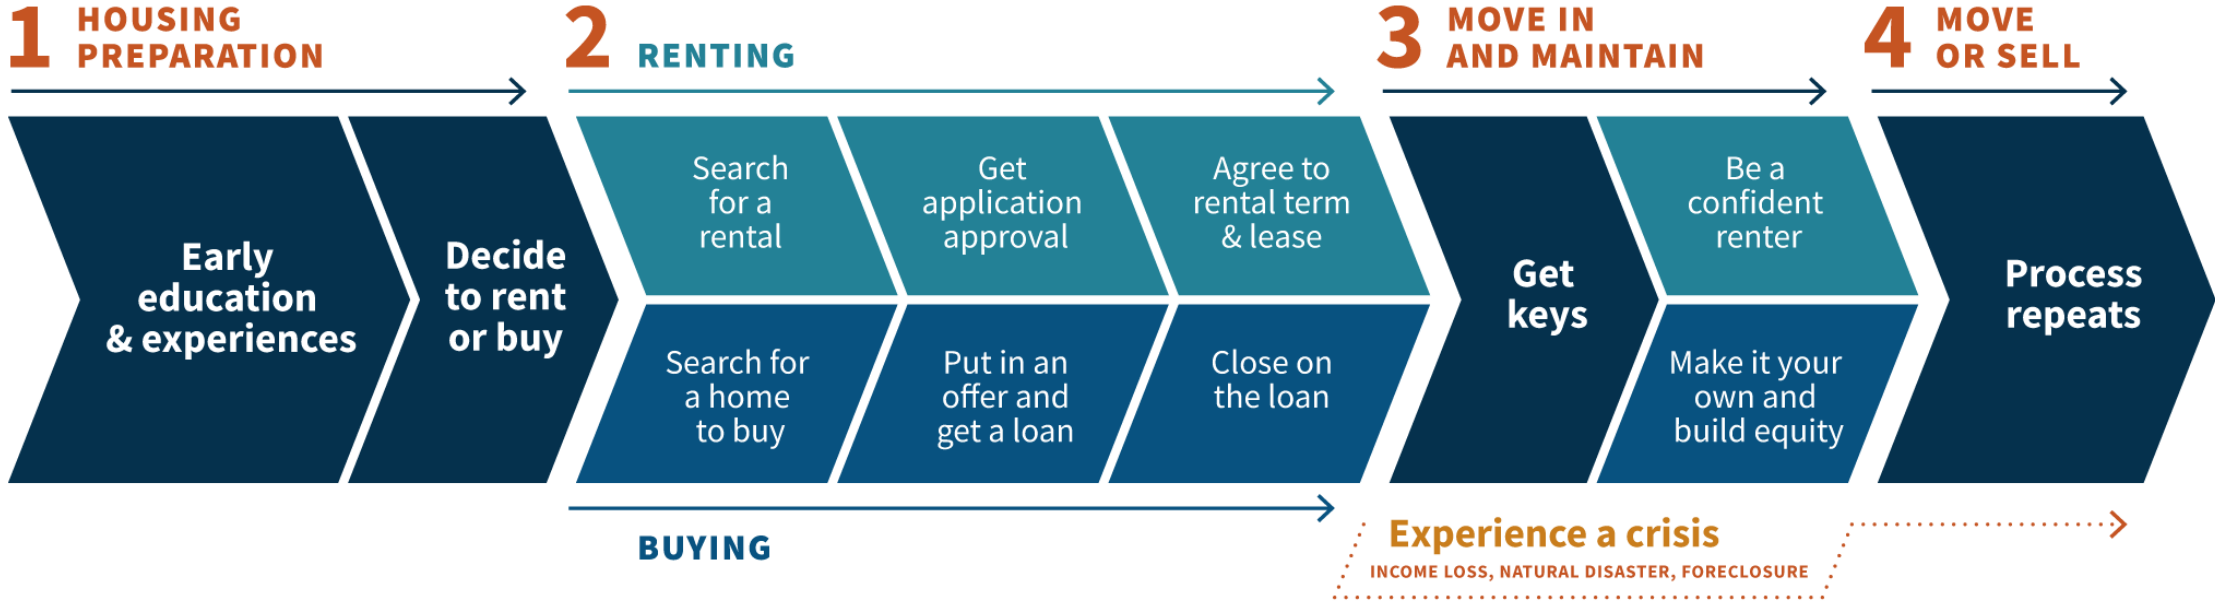 1 HOUSING
PREPARATION
2 RENTING
3 MOVE IN
AND MAINTAIN
4 MOVE
OR SELL
Early
education
& experiences
Decide
to rent
or buy
Search
for a
rental
Get
application
approval
Agree to
rental term
& lease
Search for
a home
to buy
Put in an
offer and
get a loan
Close on
the loan
Get
keys
Be a
confident
renter
Make it your
own and
build equity
Process
repeats
BUYING
Experience a crisis
INCOME LOSS, NATURAL DISASTER, FORECLOSURE